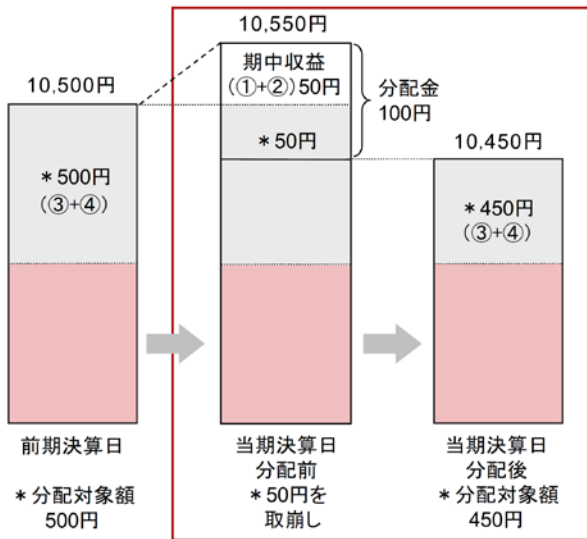 10,500円
＊500円
(③+④)
前期決算日
＊分配対象額
500円
10,550円
期中収益
(①+②)50円
＊50円
分配金
100円
当期決算日
分配前
＊50円を
取崩し
10,450円
＊450円
(③+④)
当期決算日
分配後
＊分配対象額
450円